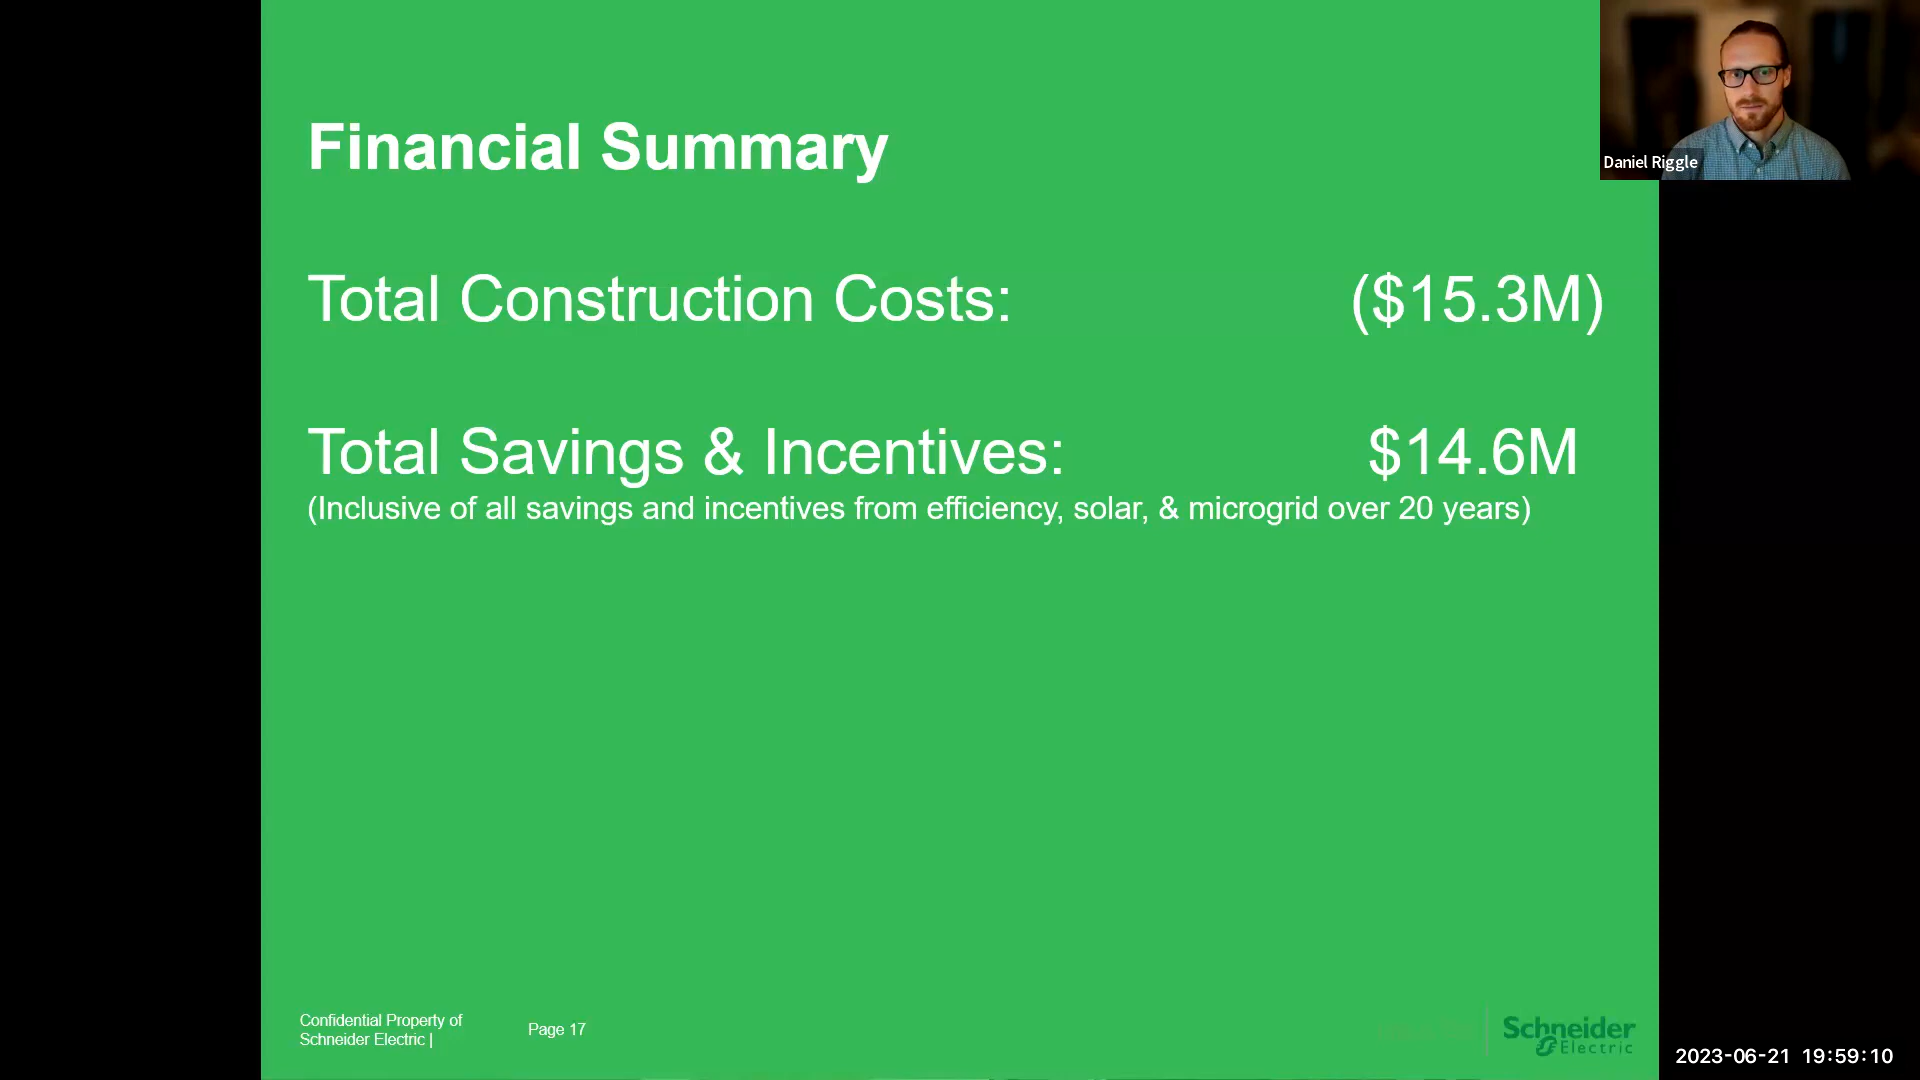 Financial Summary
Daniel Riggle
Total Construction Costs: ($15.3M)
Total Savings & Incentives: $14.6M
(Inclusive of all savings and incentives from efficiency, solar, & microgrid over 20 years)
Confidential Property of
Schneider Electric |
Page 17
Schneider
Electric
2023-06-21 19:59:10